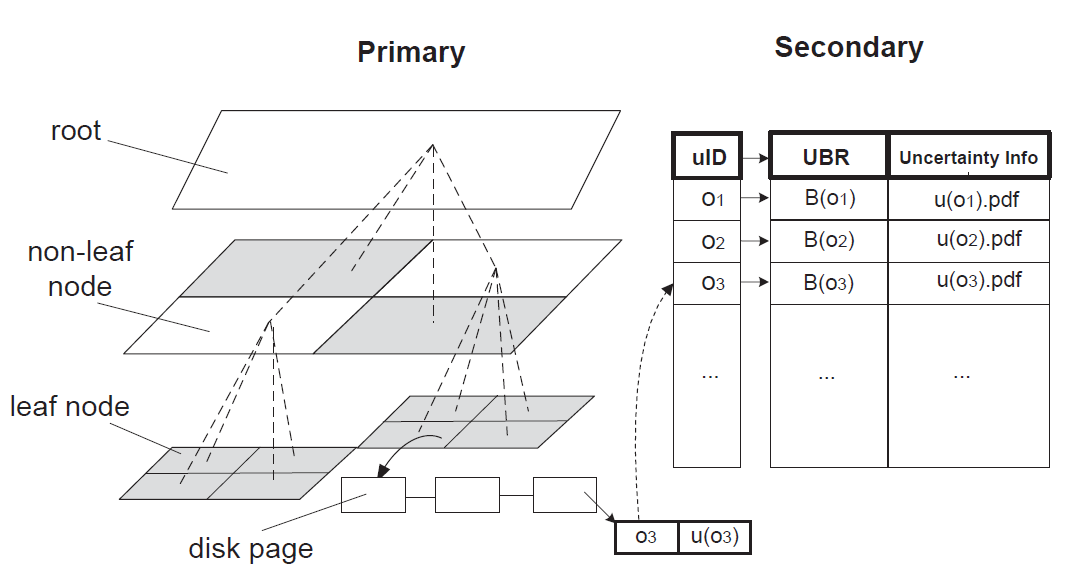 Primary
root
non-leaf
node
leaf node
disk page
o3 u(o3)
Secondary
uID UBR Uncertainty Info
o1 B(o1) u(o1).pdf
o2 B(o2) u(o2).pdf
o3 B(o3) u(o3).pdf
... ... ...